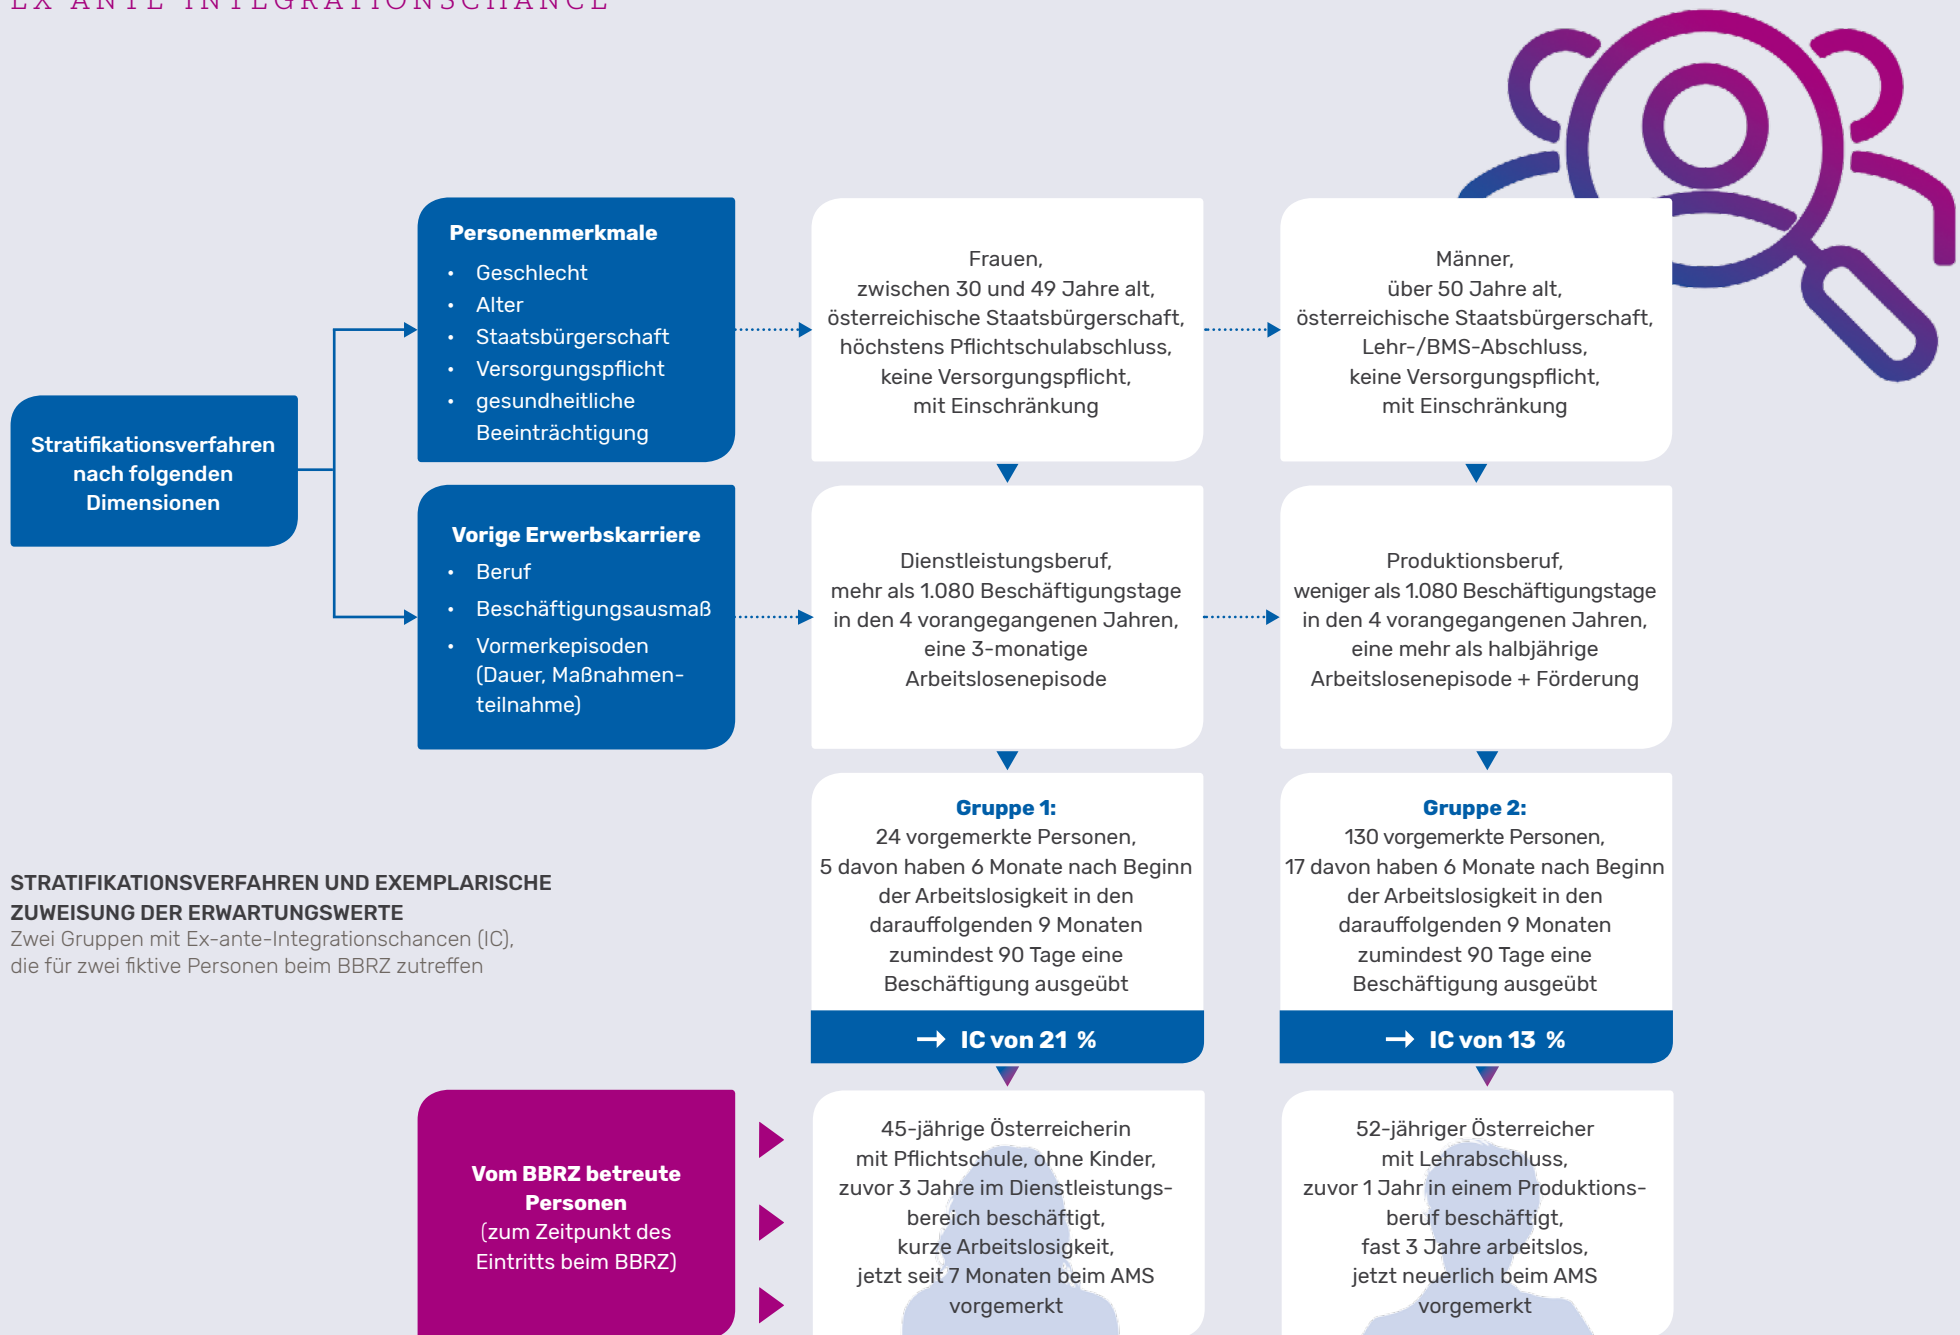 EX ANTE INTEGRATIONSCHANCE
Stratifikationsverfahren
nach folgenden
Dimensionen
Personenmerkmale
• Geschlecht
• Alter
• Staatsbürgerschaft
• Versorgungspflicht
• gesundheitliche
Beeinträchtigung
Frauen,
zwischen 30 und 49 Jahre alt,
österreichische Staatsbürgerschaft,
höchstens Pflichtschulabschluss,
keine Versorgungspflicht,
mit Einschränkung
Männer,
über 50 Jahre alt,
österreichische Staatsbürgerschaft,
Lehr-/BMS-Abschluss,
keine Versorgungspflicht,
mit Einschränkung
Vorige Erwerbskarriere
• Beruf
• Beschäftigungsausmaß
• Vormerkepisoden
(Dauer, Maßnahmen-
teilnahme)
Dienstleistungsberuf,
mehr als 1.080 Beschäftigungstage
in den 4 vorangegangenen Jahren,
eine 3-monatige
Arbeitslosenepisode
Produktionsberuf,
weniger als 1.080 Beschäftigungstage
in den 4 vorangegangenen Jahren,
eine mehr als halbjährige
Arbeitslosenepisode + Förderung
Gruppe 1:
24 vorgemerkte Personen,
5 davon haben 6 Monate nach Beginn
der Arbeitslosigkeit in den
darauffolgenden 9 Monaten
zumindest 90 Tage eine
Beschäftigung ausgeübt
→ IC von 21 %
Gruppe 2:
130 vorgemerkte Personen,
17 davon haben 6 Monate nach Beginn
der Arbeitslosigkeit in den
darauffolgenden 9 Monaten
zumindest 90 Tage eine
Beschäftigung ausgeübt
→ IC von 13 %
STRATIFIKATIONSVERFAHREN UND EXEMPLARISCHE
ZUWEISUNG DER ERWARTUNGSWERTE
Zwei Gruppen mit Ex-ante-Integrationschancen (IC),
die für zwei fiktive Personen beim BBRZ zutreffen
Vom BBRZ betreute
Personen
(zum Zeitpunkt des
Eintritts beim BBRZ)
45-jährige Österreicherin
mit Pflichtschule, ohne Kinder,
zuvor 3 Jahre im Dienstleistungs-
bereich beschäftigt,
kurze Arbeitslosigkeit,
jetzt seit 7 Monaten beim AMS
vorgemerkt
52-jähriger Österreicher
mit Lehrabschluss,
zuvor 1 Jahr in einem Produktions-
beruf beschäftigt,
fast 3 Jahre arbeitslos,
jetzt neuerlich beim AMS
vorgemerkt